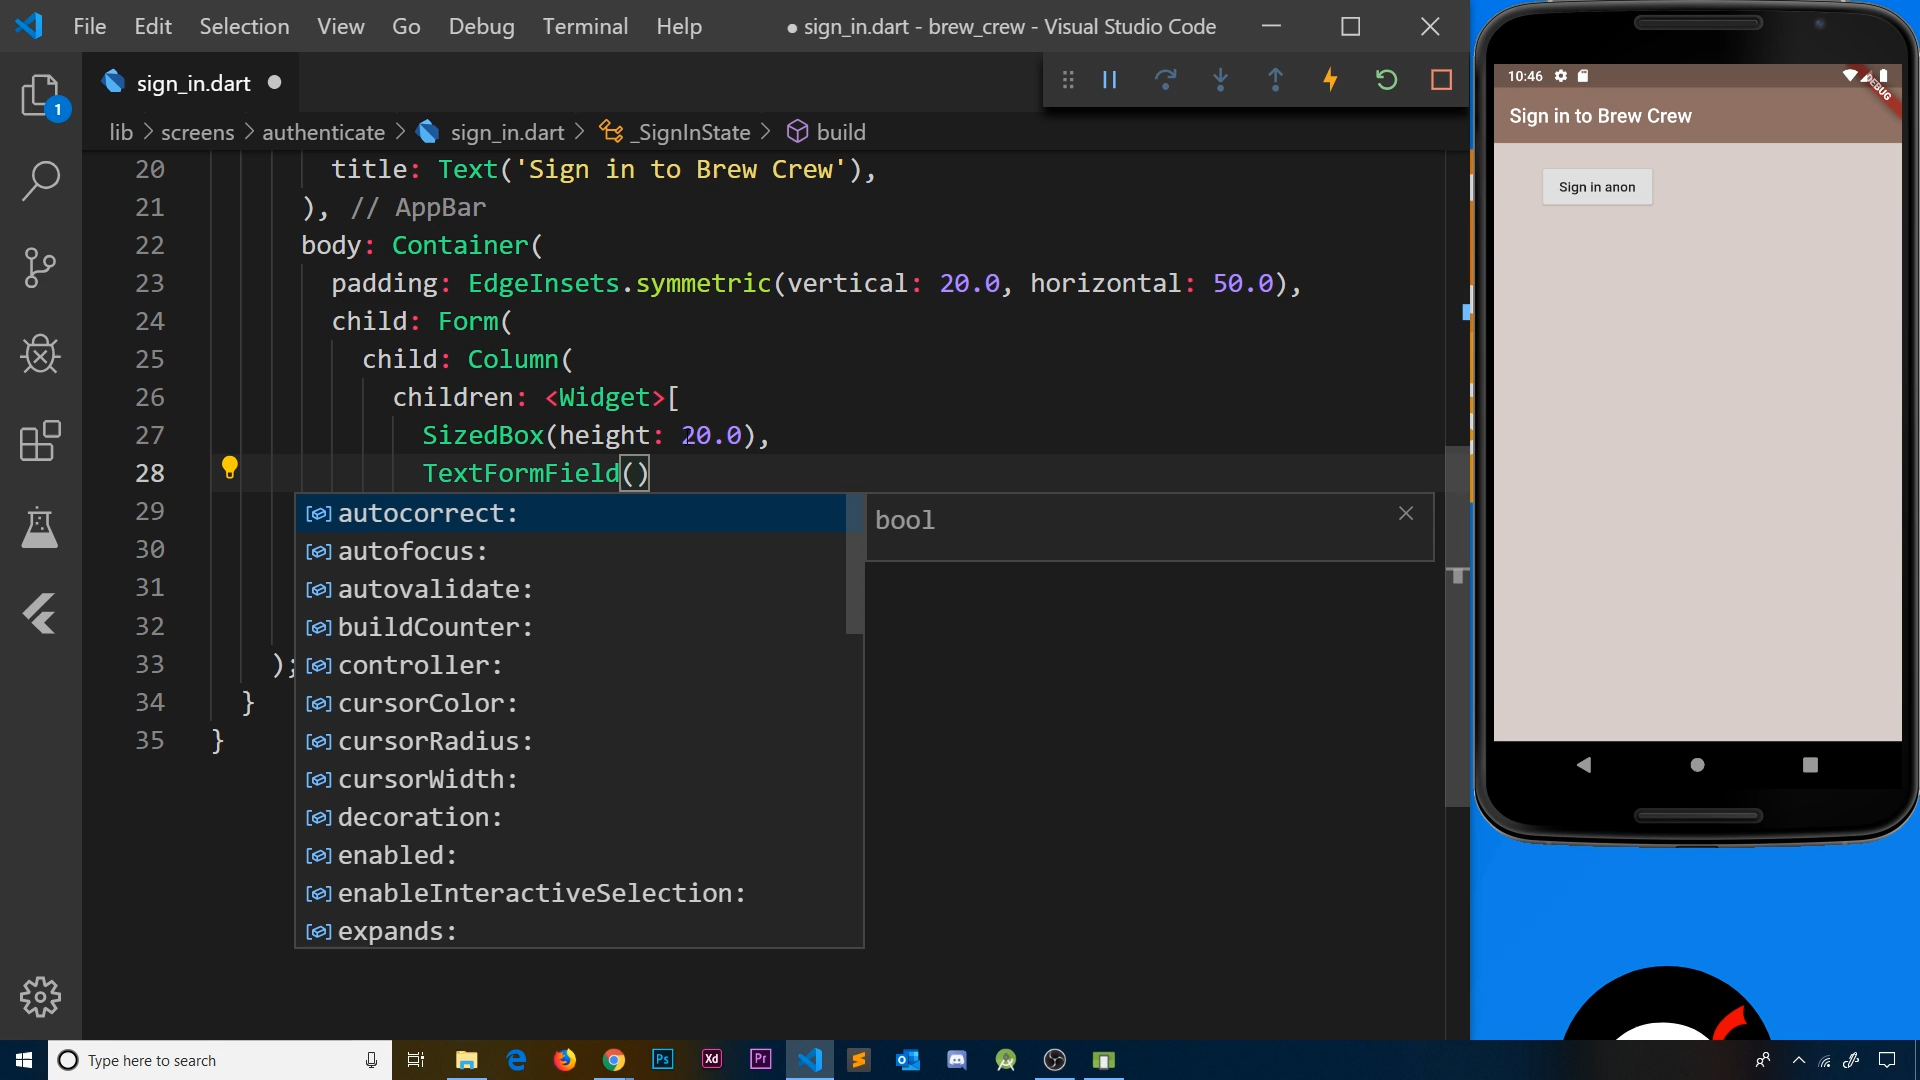 File Edit Selection View Go Debug Terminal Help ● sign_in.dart - brew_crew - Visual Studio Code
sign_in.dart
1
lib > screens > authenticate > sign_in.dart > _SignInState > build
20 title: Text('Sign in to Brew Crew'),
21 ), // AppBar
22 body: Container(
23 padding: EdgeInsets.symmetric(vertical: 20.0, horizontal: 50.0),
24 child: Form(
25 child: Column(
26 children: <Widget>[
27 SizedBox(height: 20.0),
28 TextFormField()
29 autocorrect: bool
30 autofocus:
31 autovalidate:
32 buildCounter:
33 ); controller:
34 } cursorColor:
35 } cursorRadius:
cursorWidth:
decoration:
enabled:
enableInteractiveSelection:
expands:
10:46
DEBUG
Sign in to Brew Crew
Sign in anon
Type here to search
Ps
Xd
Pr